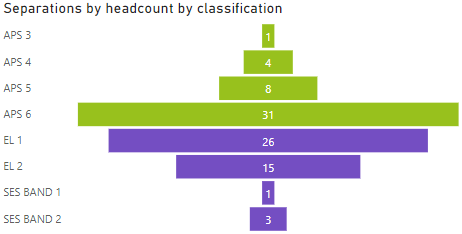 Separations by headcount by classification
APS 3 1
APS 4 4
APS 5 8
APS 6 31
EL 1 26
EL 2 15
SES BAND 1 1
SES BAND 2 3